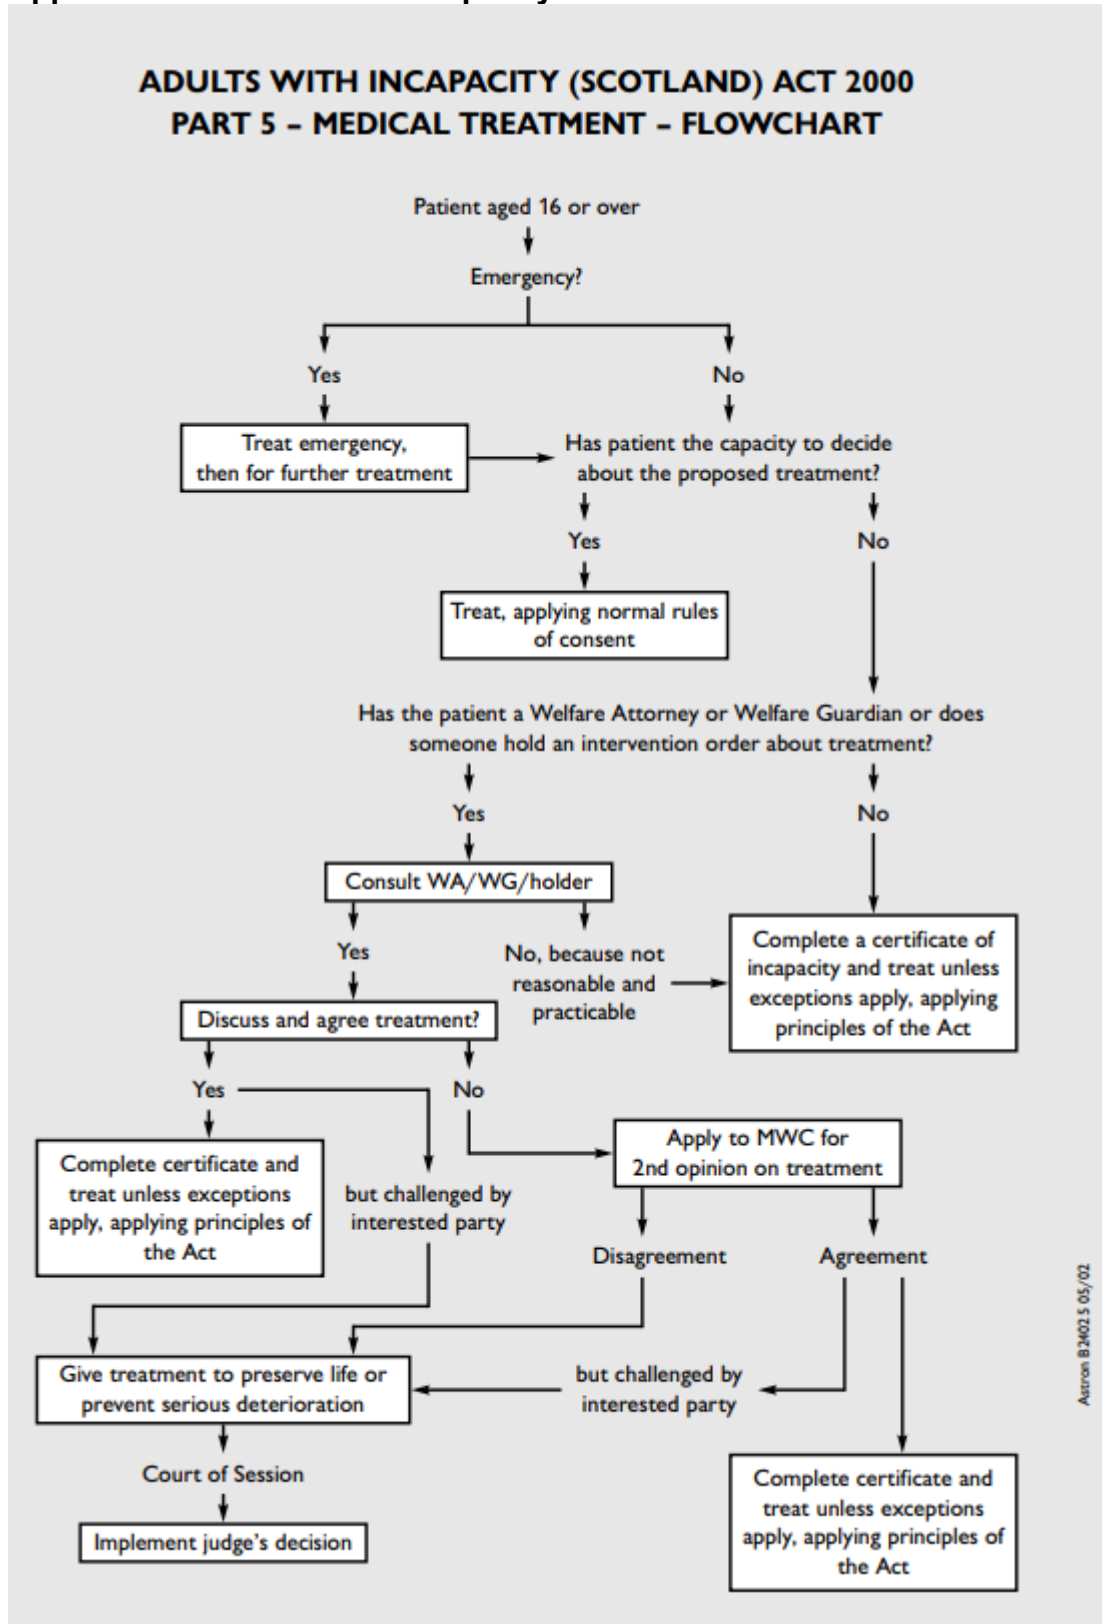 ADULTS WITH INCAPACITY (SCOTLAND) ACT 2000
PART 5 – MEDICAL TREATMENT – FLOWCHART
Patient aged 16 or over
Emergency?
Yes
No
Treat emergency,
then for further treatment
Has patient the capacity to decide
about the proposed treatment?
Yes
No
Treat, applying normal rules
of consent
Has the patient a Welfare Attorney or Welfare Guardian or does
someone hold an intervention order about treatment?
Yes
No
Consult WA/WG/holder
Yes
No, because not
reasonable and
practicable
Complete a certificate of
incapacity and treat unless
exceptions apply, applying
principles of the Act
Discuss and agree treatment?
Yes
No
Complete certificate and
treat unless exceptions
apply, applying principles of
the Act
but challenged by
interested party
Apply to MWC for
2nd opinion on treatment
Disagreement
Agreement
Give treatment to preserve life or
prevent serious deterioration
but challenged by
interested party
Court of Session
Implement judge's decision
Complete certificate and
treat unless exceptions
apply, applying principles of
the Act
Astron B24025 05/02